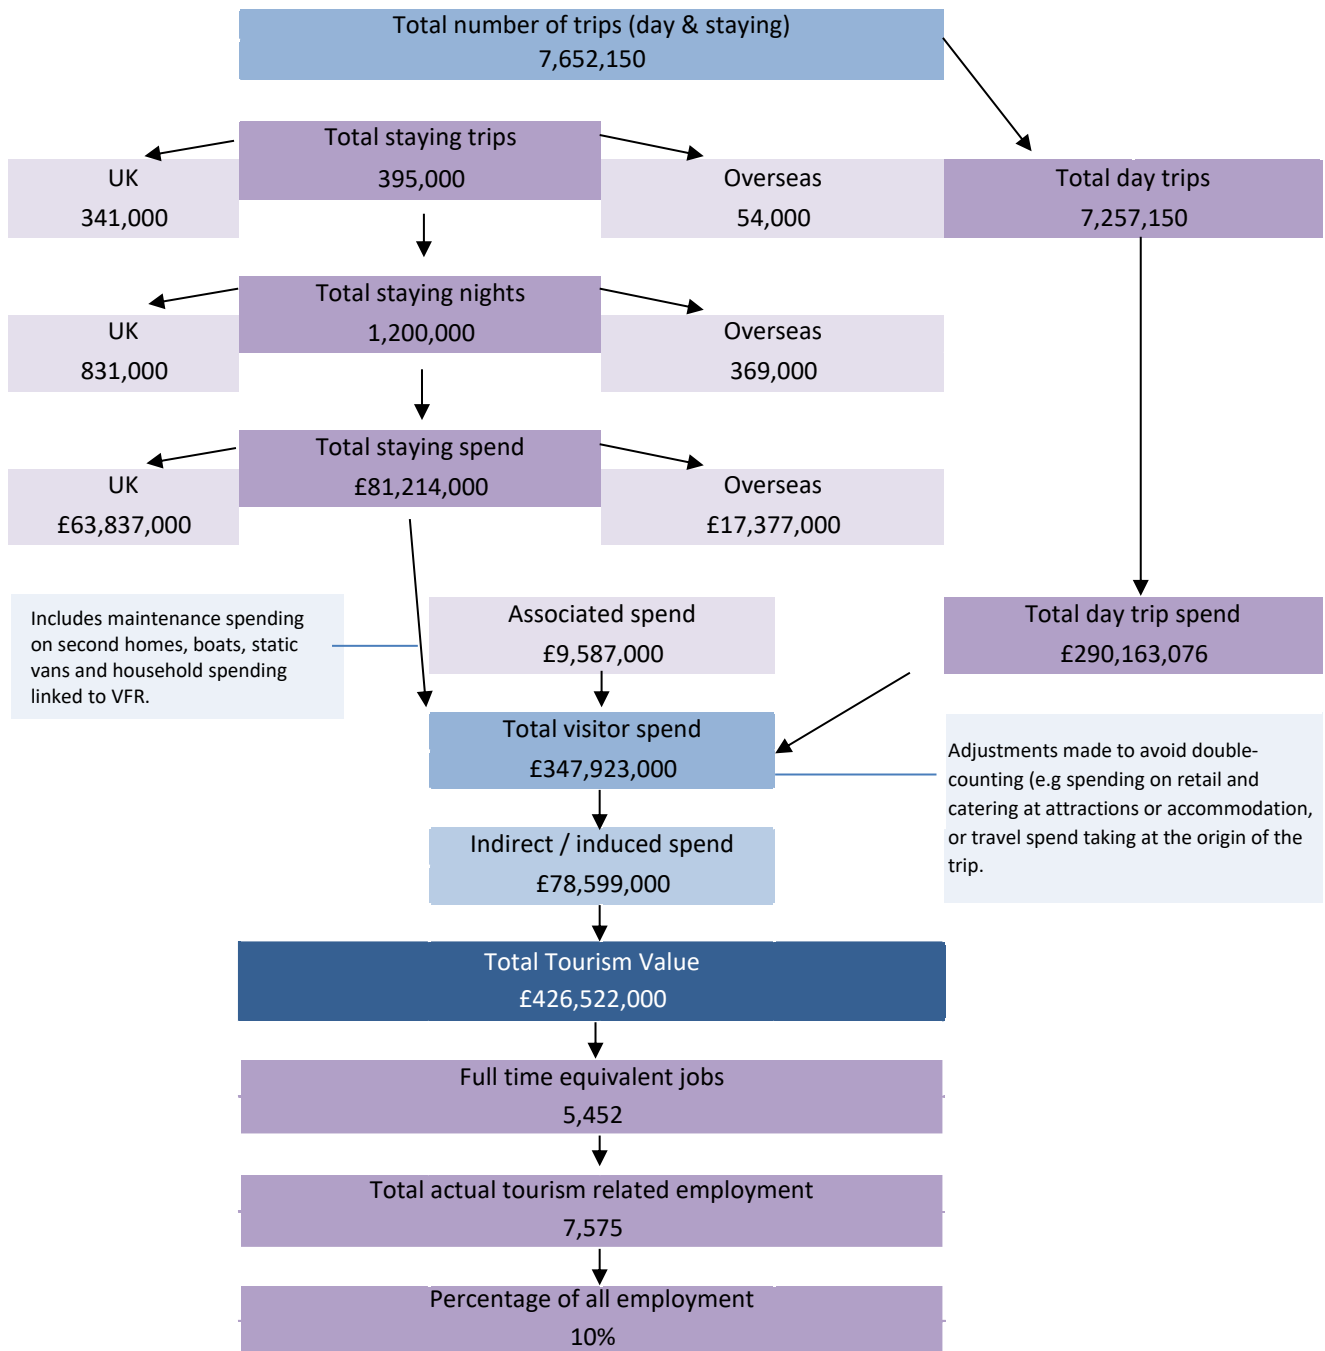 Total number of trips (day & staying)
7,652,150
Total staying trips
395,000
UK
341,000
Overseas
54,000
Total day trips
7,257,150
Total staying nights
1,200,000
UK
831,000
Overseas
369,000
Total staying spend
£81,214,000
UK
£63,837,000
Overseas
£17,377,000
Includes maintenance spending
on second homes, boats, static
vans and household spending
linked to VFR.
Associated spend
£9,587,000
Total day trip spend
£290,163,076
Total visitor spend
£347,923,000
Adjustments made to avoid double-
counting (e.g spending on retail and
catering at attractions or accommodation,
or travel spend taking at the origin of the
trip.
Indirect / induced spend
£78,599,000
Total Tourism Value
£426,522,000
Full time equivalent jobs
5,452
Total actual tourism related employment
7,575
Percentage of all employment
10%